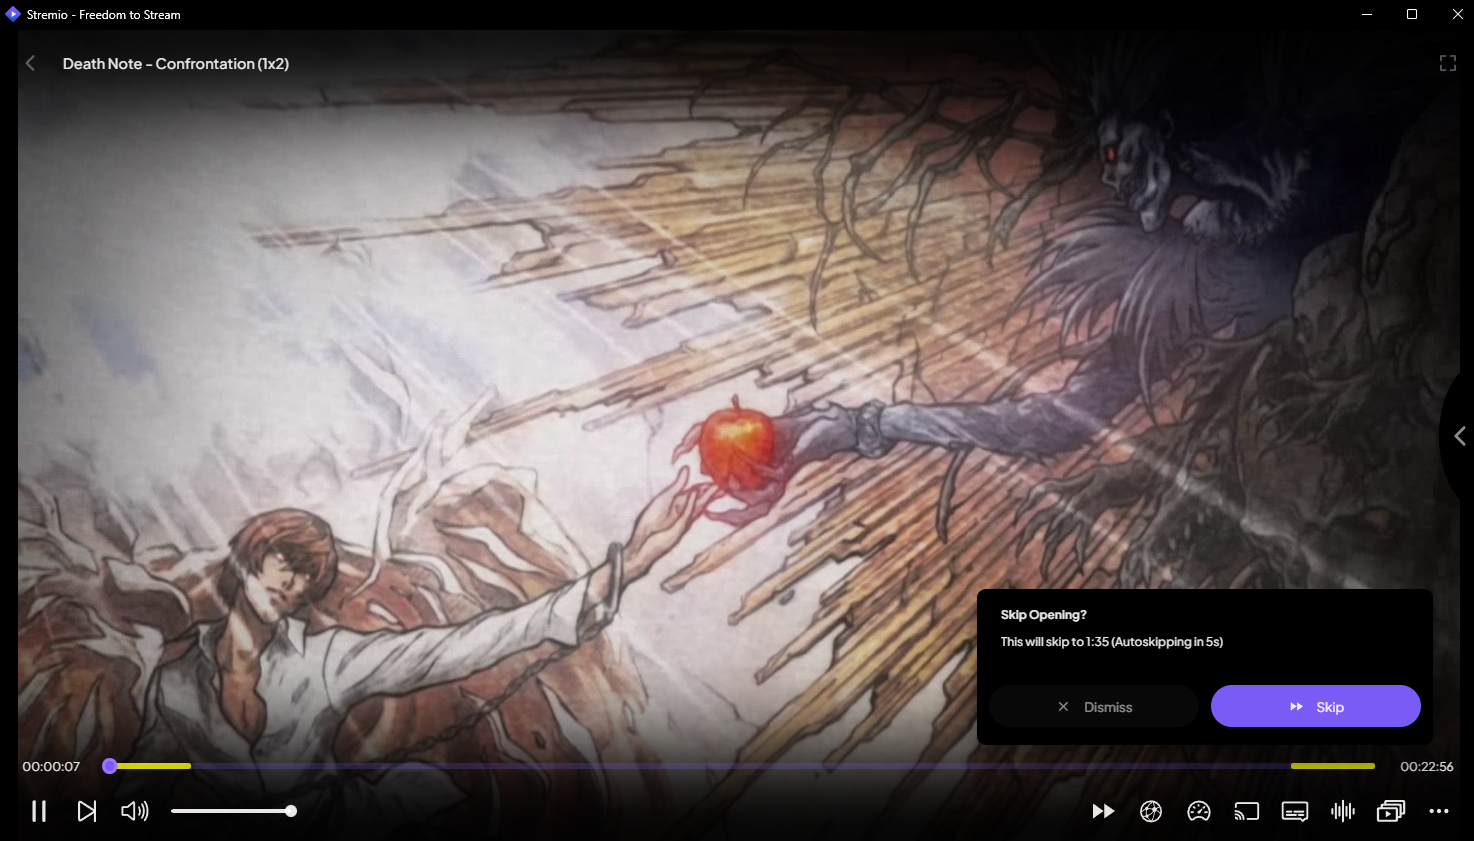 Stremio - Freedom to Stream
Death Note - Confrontation (1x2)
Skip Opening?
This will skip to 1:35 (Autoskipping in 5s)
Dismiss
Skip
00:00:07
00:22:56